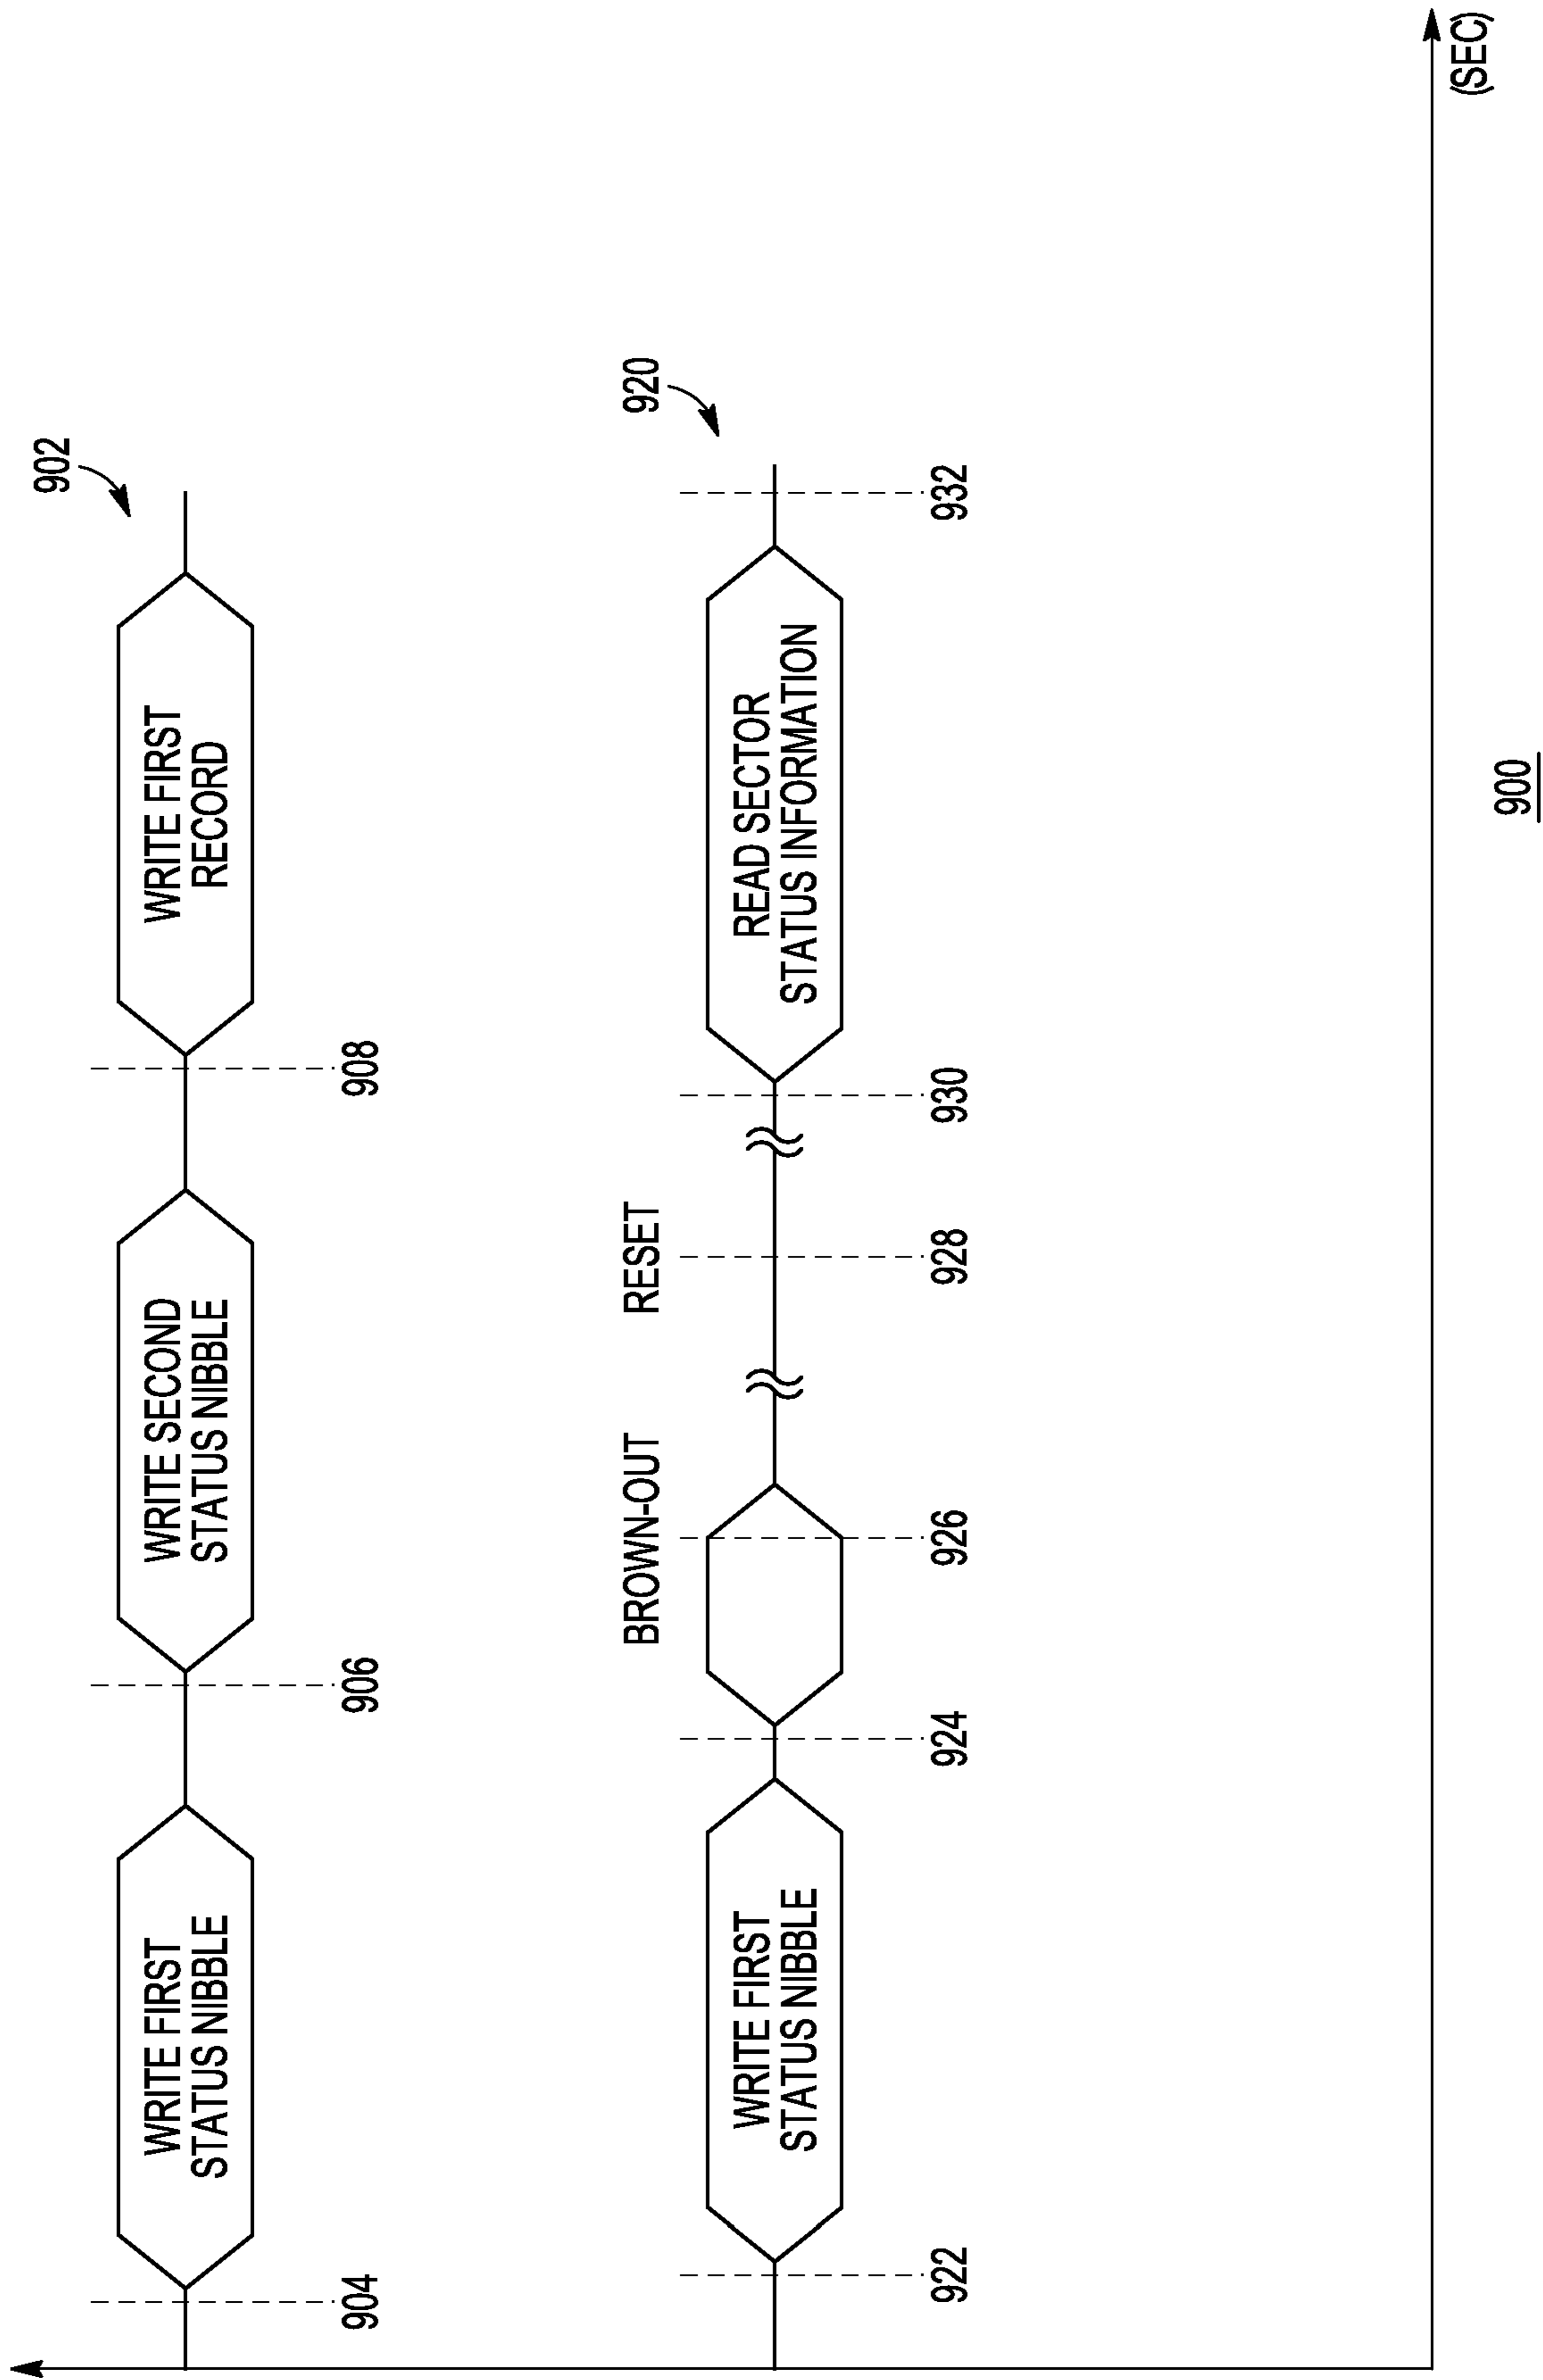 902
WRITE FIRST
STATUS NIBBLE
WRITE SECOND
STATUS NIBBLE
WRITE FIRST
RECORD
904
906
908
920
BROWN-OUT
RESET
WRITE FIRST
STATUS NIBBLE
READ SECTOR
STATUS INFORMATION
922
924
926
928
930
932
(SEC)
900